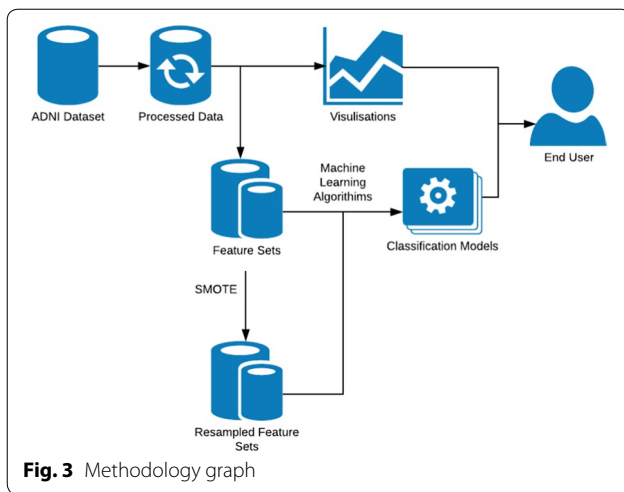 ADNI Dataset
Processed Data
Visulisations
End User
Machine
Learning
Algorithims
Feature Sets
Classification Models
SMOTE
Resampled Feature
Sets
Fig. 3 Methodology graph